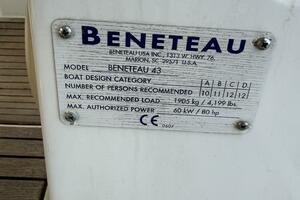 BENETEAU
BENETEAU USA INC., 1313 W. HWY. 76
MARION, SC 29571 U.S.A.
MODEL BENETEAU 43
BOAT DESIGN CATEGORY A B C D
NUMBER OF PERSONS RECOMMENDED 10 11 12 12
MAX. RECOMMENDED LOAD 1905 kg / 4,199 lbs.
MAX. AUTHORIZED POWER 60 kW / 80 hp
CE 0607